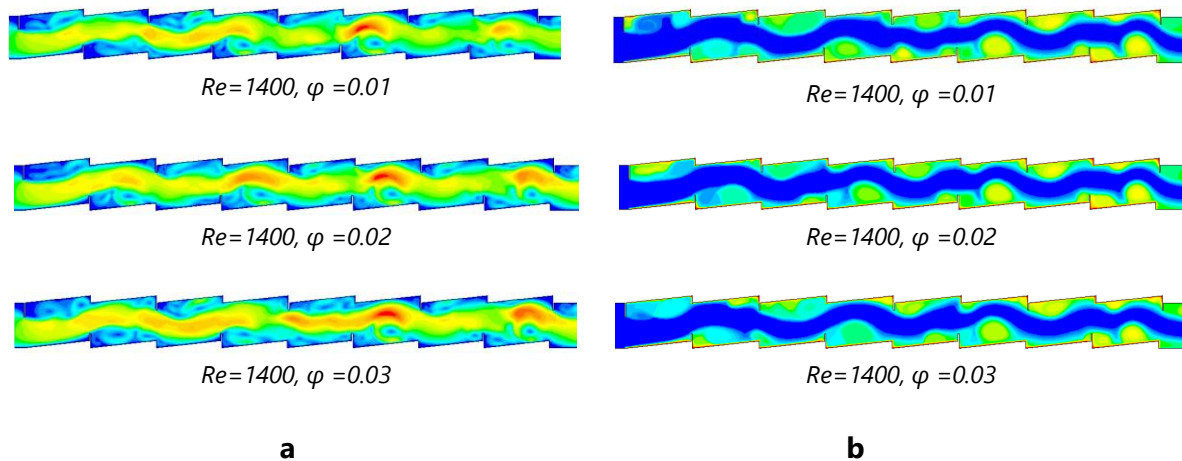 Re=1400, φ =0.01
Re=1400, φ =0.01
Re=1400, φ =0.02
Re=1400, φ =0.02
Re=1400, φ =0.03
Re=1400, φ =0.03
a
b